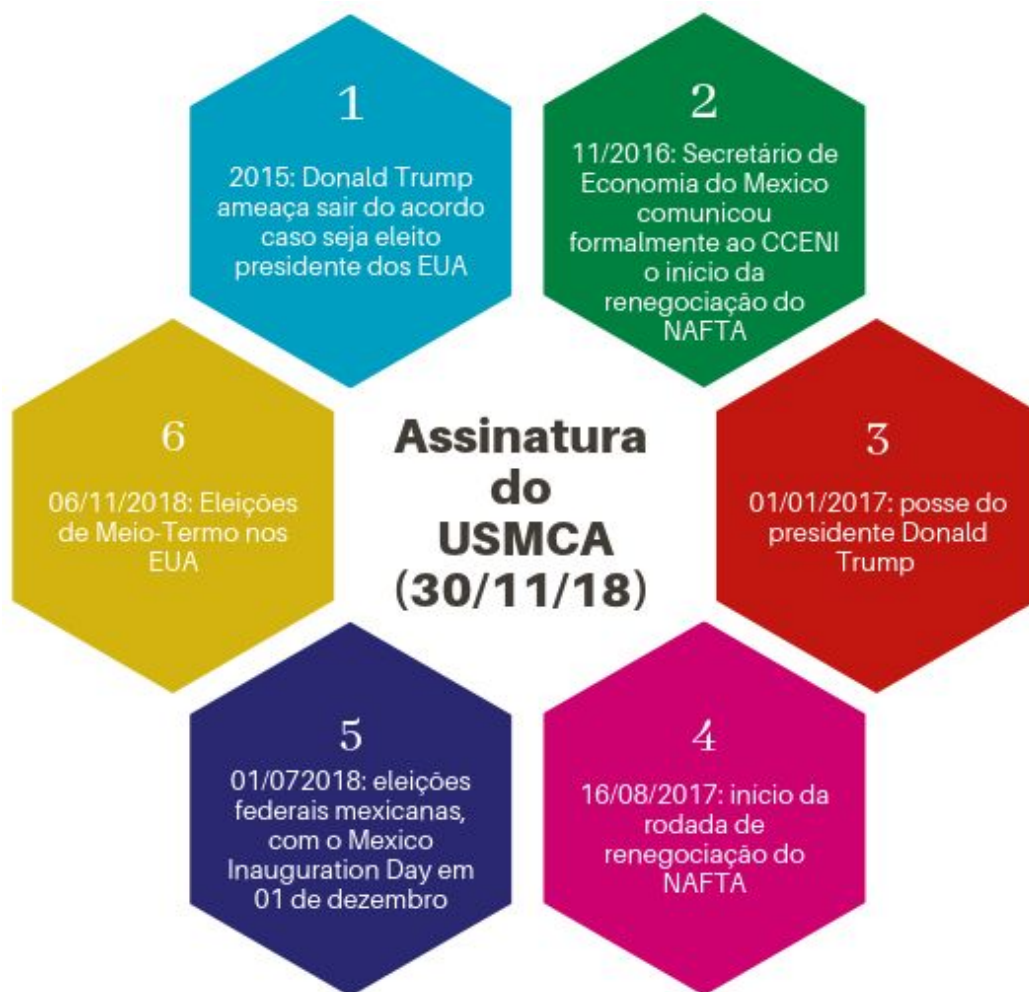 1
2015: Donald Trump
ameaça sair do acordo
caso seja eleito
presidente dos EUA
2
11/2016: Secretário de
Economia do Mexico
comunicou
formalmente ao CCENI
o início da
renegociação do
NAFTA
3
01/01/2017: posse do
presidente Donald
Trump
4
16/08/2017: início da
rodada de
renegociação do
NAFTA
5
01/072018: eleições
federais mexicanas,
com o Mexico
Inauguration Day em
01 de dezembro
6
06/11/2018: Eleições
de Meio-Termo nos
EUA
Assinatura
do
USMCA
(30/11/18)